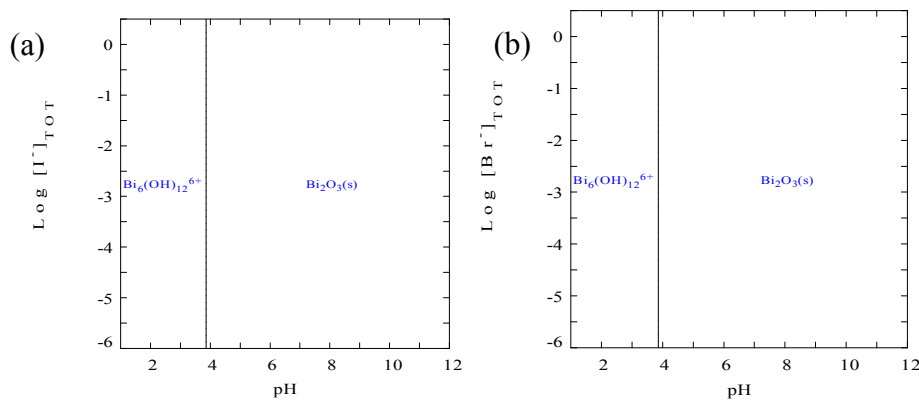 (a)
Log [I⁻]TOT
0
-1
-2
-3
-4
-5
-6
Bi₆(OH)₁₂⁶⁺
Bi₂O₃(s)
2 4 6 8 10 12
pH
(b)
Log [Br⁻]TOT
0
-1
-2
-3
-4
-5
-6
Bi₆(OH)₁₂⁶⁺
Bi₂O₃(s)
2 4 6 8 10 12
pH